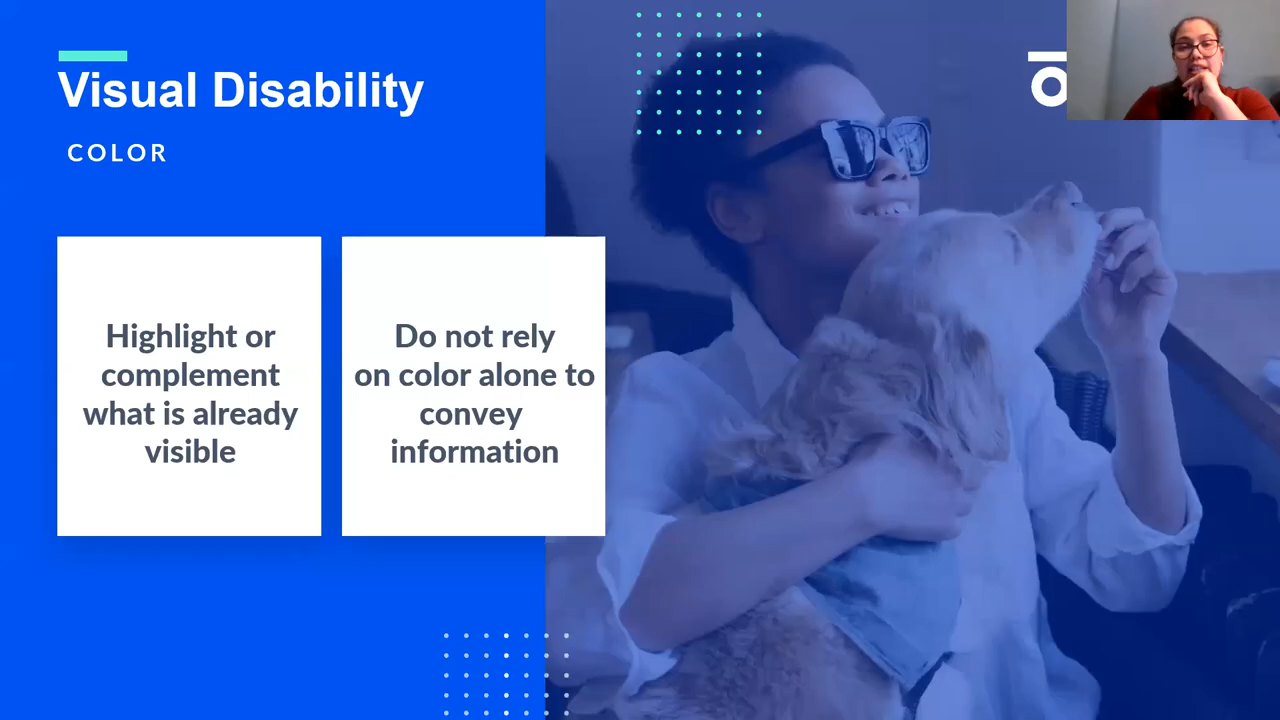 Visual Disability
COLOR
Highlight or
complement
what is already
visible
Do not rely
on color alone to
convey
information